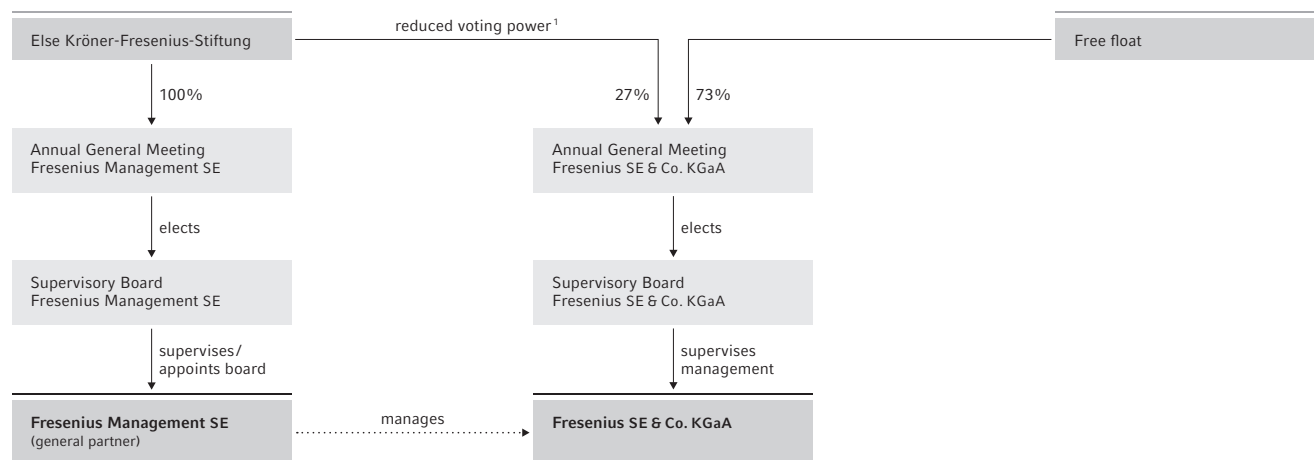 reduced voting power 1
Else Kröner-Fresenius-Stiftung
Free float
100%
27%
73%
Annual General Meeting
Fresenius Management SE
Annual General Meeting
Fresenius SE & Co. KGaA
elects
elects
Supervisory Board
Fresenius Management SE
Supervisory Board
Fresenius SE & Co. KGaA
supervises/
appoints board
supervises
management
Fresenius Management SE
(general partner)
manages
Fresenius SE & Co. KGaA